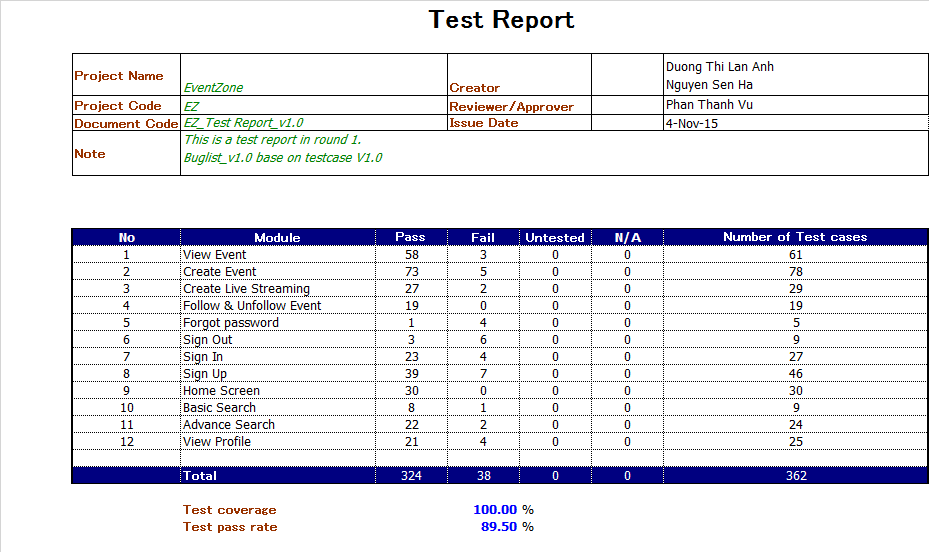 Test Report
Project Name EventZone Creator Duong Thi Lan Anh
Nguyen Sen Ha
Project Code EZ Reviewer/Approver Phan Thanh Vu
Document Code EZ_Test Report_v1.0 Issue Date 4-Nov-15
Note This is a test report in round 1.
Buglist_v1.0 base on testcase V1.0
No Module Pass Fail Untested N/A Number of Test cases
1 View Event 58 3 0 0 61
2 Create Event 73 5 0 0 78
3 Create Live Streaming 27 2 0 0 29
4 Follow & Unfollow Event 19 0 0 0 19
5 Forgot password 1 4 0 0 5
6 Sign Out 3 6 0 0 9
7 Sign In 23 4 0 0 27
8 Sign Up 39 7 0 0 46
9 Home Screen 30 0 0 0 30
10 Basic Search 8 1 0 0 9
11 Advance Search 22 2 0 0 24
12 View Profile 21 4 0 0 25
Total 324 38 0 0 362
Test coverage 100.00 %
Test pass rate 89.50 %